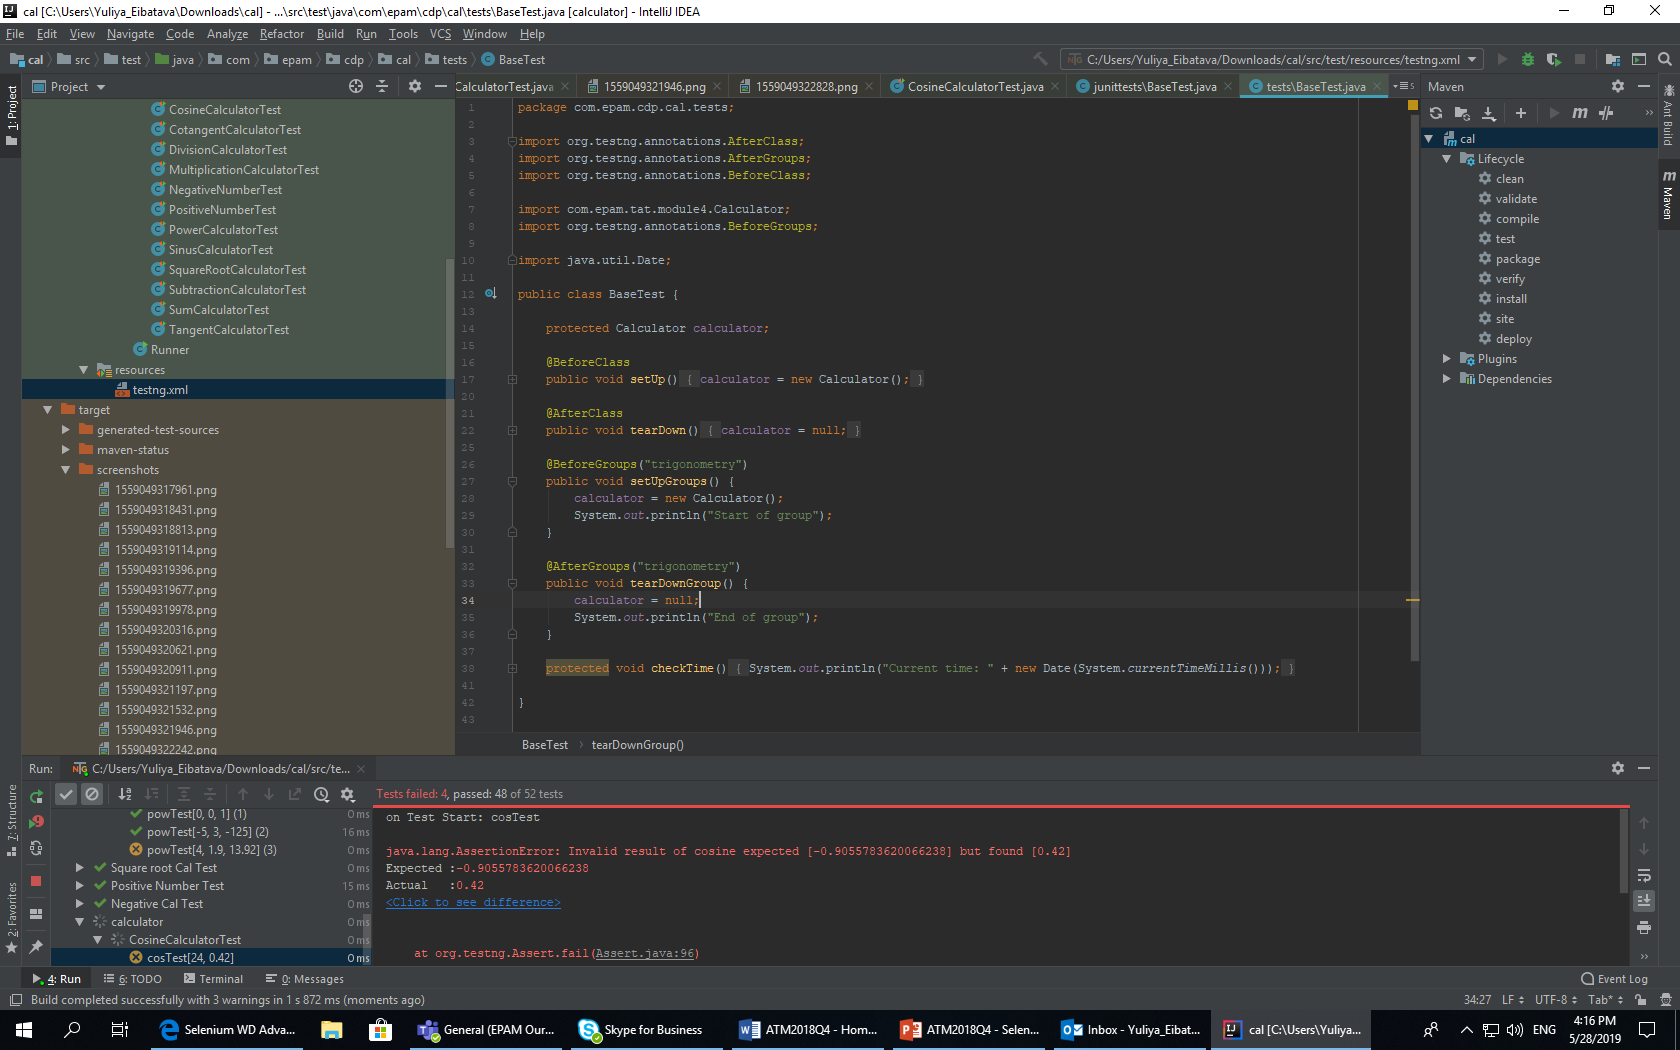 cal [C:\Users\Yuliya_Eibatava\Downloads\cal] - ...\src\test\java\com\epam\cdp\cal\tests\BaseTest.java [calculator] - IntelliJ IDEA
File Edit View Navigate Code Analyze Refactor Build Run Tools VCS Window Help
cal src test java com epam cdp cal tests BaseTest
C:/Users/Yuliya_Eibatava/Downloads/cal/src/test/resources/testng.xml
Project
CalculatorTest.java 1559049321946.png 1559049322828.png CosineCalculatorTest.java junittests\BaseTest.java tests\BaseTest.java
Maven
1: Project
CosineCalculatorTest
CotangentCalculatorTest
DivisionCalculatorTest
MultiplicationCalculatorTest
NegativeNumberTest
PositiveNumberTest
PowerCalculatorTest
SinusCalculatorTest
SquareRootCalculatorTest
SubtractionCalculatorTest
SumCalculatorTest
TangentCalculatorTest
Runner
resources
testng.xml
target
generated-test-sources
maven-status
screenshots
1559049317961.png
1559049318431.png
1559049318813.png
1559049319114.png
1559049319396.png
1559049319677.png
1559049319978.png
1559049320316.png
1559049320621.png
1559049320911.png
1559049321197.png
1559049321532.png
1559049321946.png
1559049322242.png
1 package com.epam.cdp.cal.tests;
2
3 import org.testng.annotations.AfterClass;
4 import org.testng.annotations.AfterGroups;
5 import org.testng.annotations.BeforeClass;
6
7 import com.epam.tat.module4.Calculator;
8 import org.testng.annotations.BeforeGroups;
9
10 import java.util.Date;
11
12 public class BaseTest {
13
14 protected Calculator calculator;
15
16 @BeforeClass
17 public void setUp() { calculator = new Calculator(); }
20
21 @AfterClass
22 public void tearDown() { calculator = null; }
25
26 @BeforeGroups("trigonometry")
27 public void setUpGroups() {
28 calculator = new Calculator();
29 System.out.println("Start of group");
30 }
31
32 @AfterGroups("trigonometry")
33 public void tearDownGroup() {
34 calculator = null;
35 System.out.println("End of group");
36 }
37
38 protected void checkTime() { System.out.println("Current time: " + new Date(System.currentTimeMillis())); }
41
42 }
43
BaseTest tearDownGroup()
cal
Lifecycle
clean
validate
compile
test
package
verify
install
site
deploy
Plugins
Dependencies
Ant Build
m Maven
Run: C:/Users/Yuliya_Eibatava/Downloads/cal/src/te...
Tests failed: 4, passed: 48 of 52 tests
7: Structure
2: Favorites
powTest[0, 0, 1] (1) 0 ms
powTest[-5, 3, -125] (2) 16 ms
powTest[4, 1.9, 13.92] (3) 0 ms
Square root Cal Test 0 ms
Positive Number Test 15 ms
Negative Cal Test 0 ms
calculator 0 ms
CosineCalculatorTest 0 ms
cosTest[24, 0.42] 0 ms
on Test Start: cosTest
java.lang.AssertionError: Invalid result of cosine expected [-0.9055783620066238] but found [0.42]
Expected :-0.9055783620066238
Actual :0.42
<Click to see difference>
at org.testng.Assert.fail(Assert.java:96)
4: Run 6: TODO Terminal 0: Messages Event Log
Build completed successfully with 3 warnings in 1 s 872 ms (moments ago) 34:27 LF UTF-8 Tab*
Selenium WD Adva... General (EPAM Our... Skype for Business ATM2018Q4 - Hom... ATM2018Q4 - Selen... Inbox - Yuliya_Eibat... cal [C:\Users\Yuliya... ENG 4:16 PM
5/28/2019